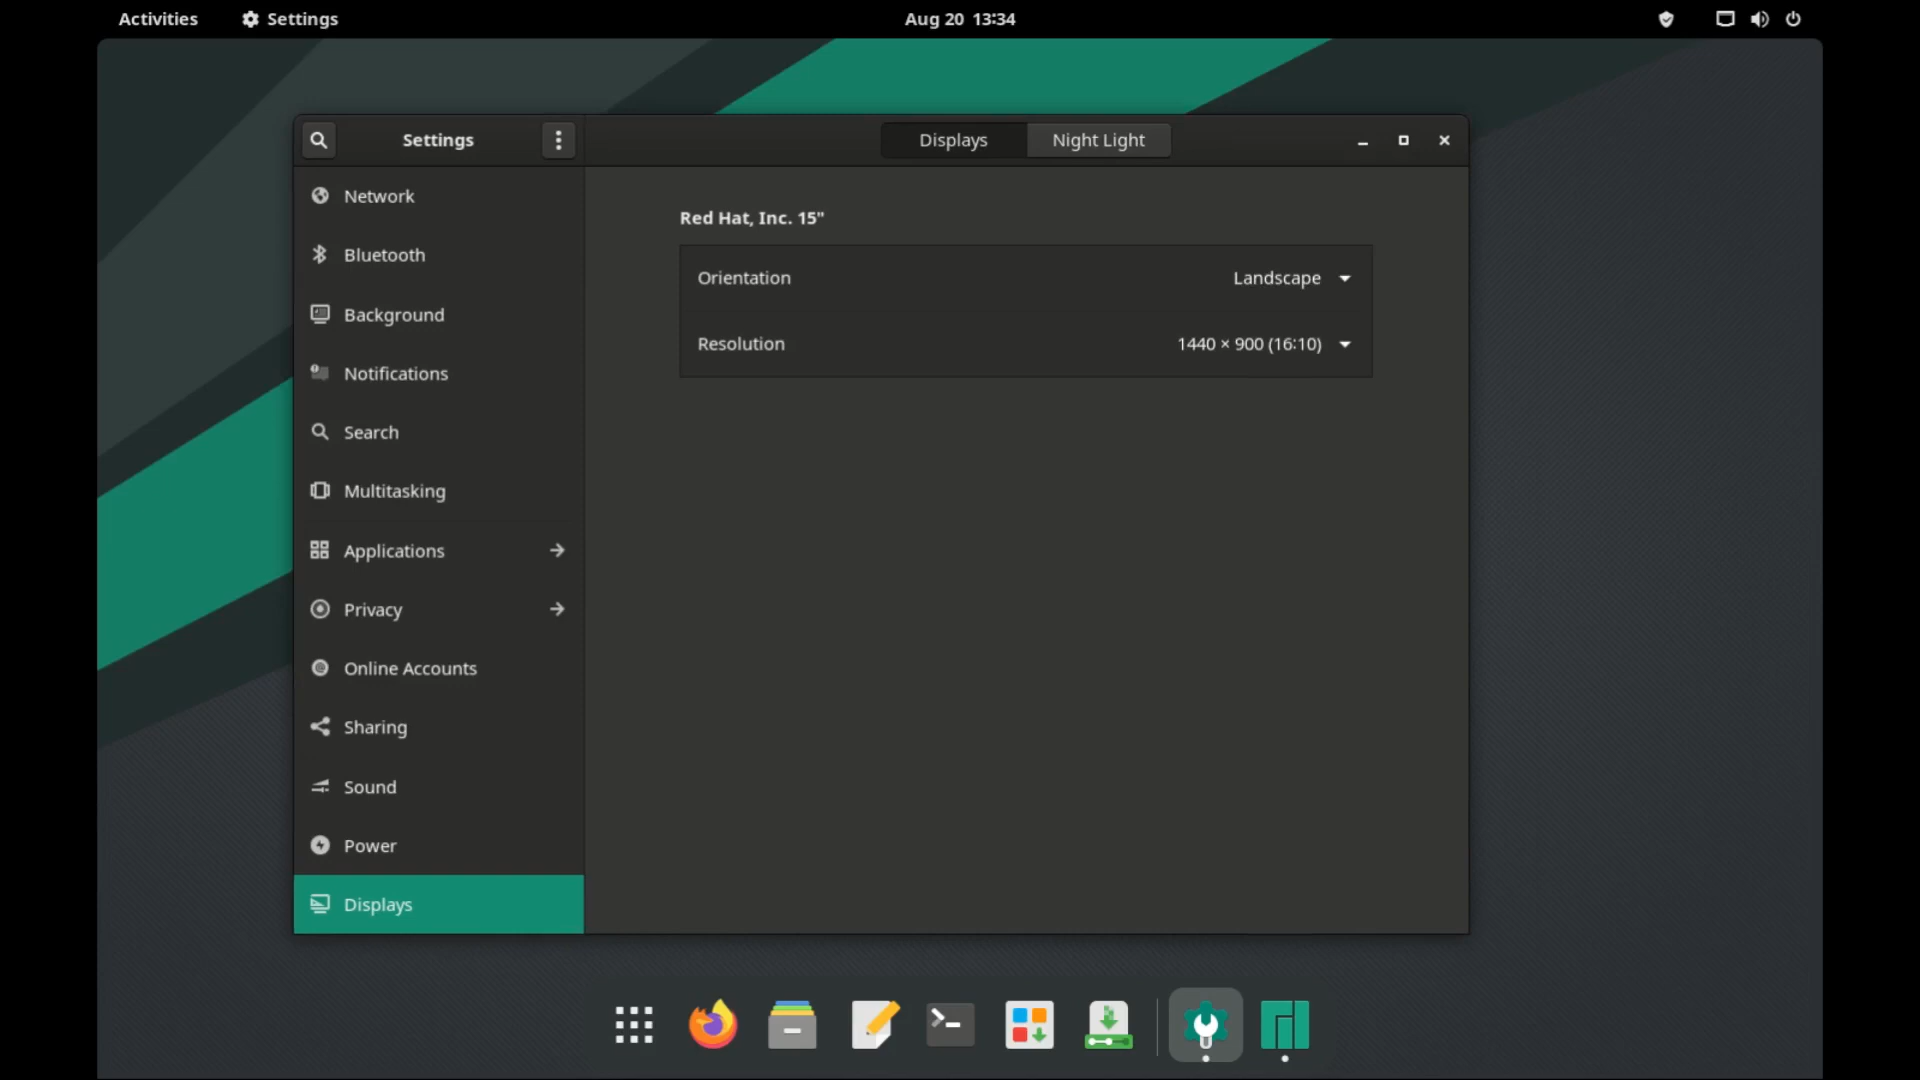 Activities
Settings
Aug 20 13:34
Settings
Displays
Night Light
Network
Bluetooth
Background
Notifications
Search
Multitasking
Applications
Privacy
Online Accounts
Sharing
Sound
Power
Displays
Red Hat, Inc. 15"
Orientation
Landscape
Resolution
1440 × 900 (16:10)